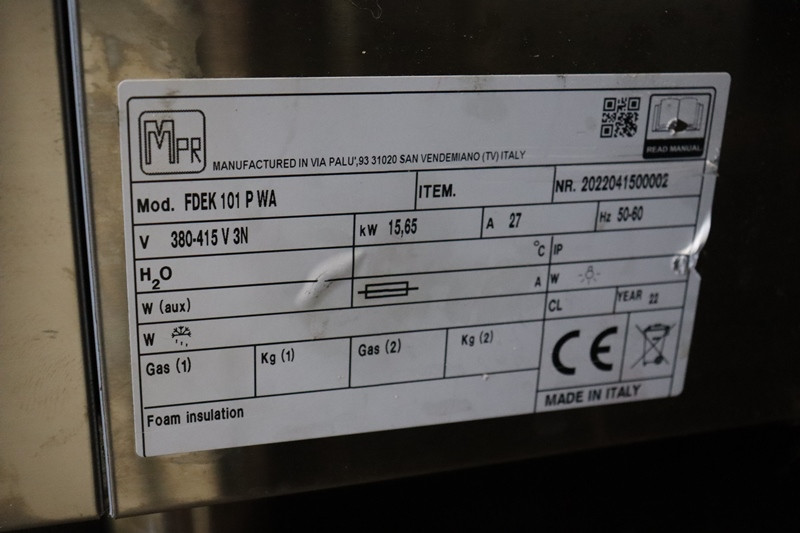 MPR
MANUFACTURED IN VIA PALU',93 31020 SAN VENDEMIANO (TV) ITALY
READ MANUAL
Mod. FDEK 101 P WA
ITEM.
NR. 2022041500002
V 380-415 V 3N
kW 15,65
A 27
Hz 50-60
H2O
°C
IP
W (aux)
A
W
W
CL
YEAR 22
Gas (1)
Kg (1)
Gas (2)
Kg (2)
CE
Foam insulation
MADE IN ITALY